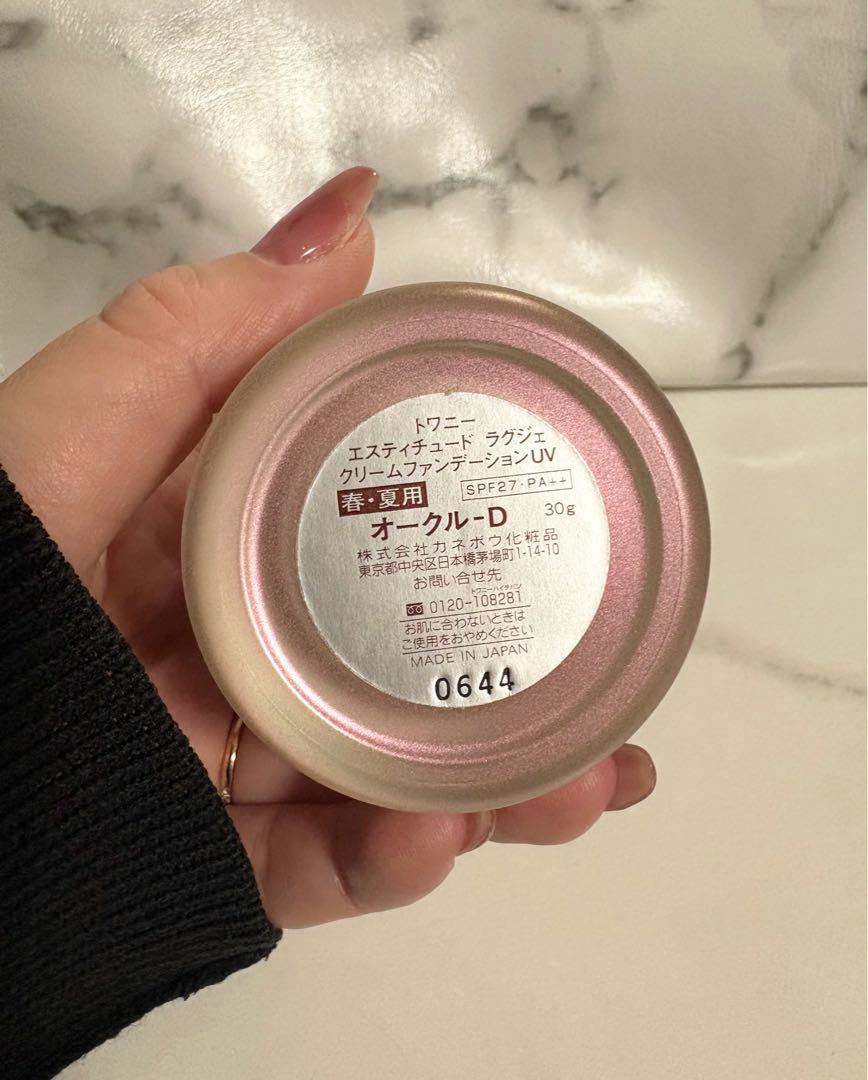 トワニー
エスティチュード ラグジェ
クリームファンデーションUV
春・夏用 SPF27・PA++
オークル-D 30g
株式会社カネボウ化粧品
東京都中央区日本橋茅場町1-14-10
お問い合せ先
トワニーハイテバン
0120-108281
お肌に合わないときは
ご使用をおやめください
MADE IN JAPAN
0644